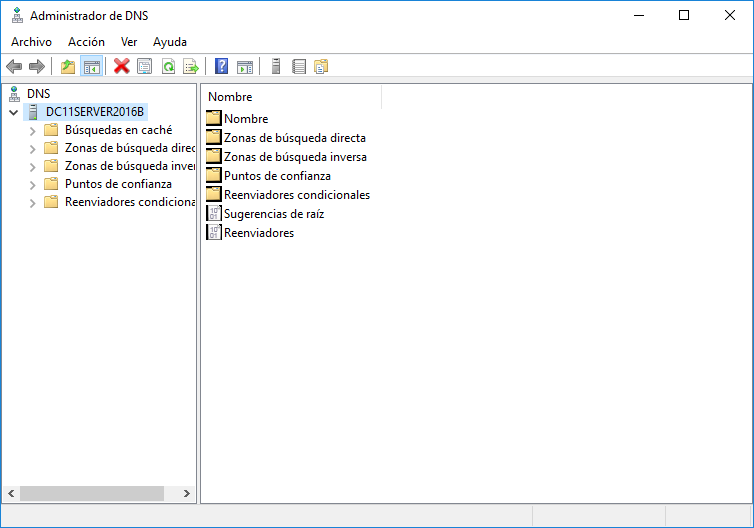 Administrador de DNS
Archivo Acción Ver Ayuda
DNS
DC11SERVER2016B
Búsquedas en caché
Zonas de búsqueda direc
Zonas de búsqueda inver
Puntos de confianza
Reenviadores condiciona
Nombre
Nombre
Zonas de búsqueda directa
Zonas de búsqueda inversa
Puntos de confianza
Reenviadores condicionales
Sugerencias de raíz
Reenviadores